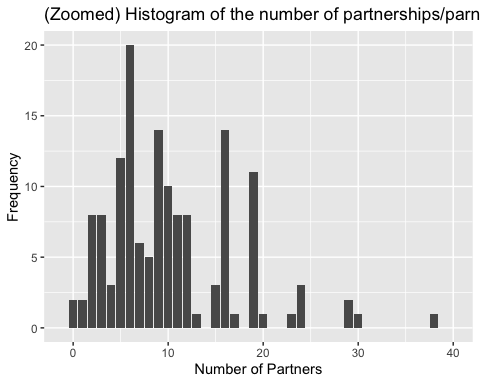 (Zoomed) Histogram of the number of partnerships/parn
20
15
10
5
0
Frequency
0 10 20 30 40
Number of Partners